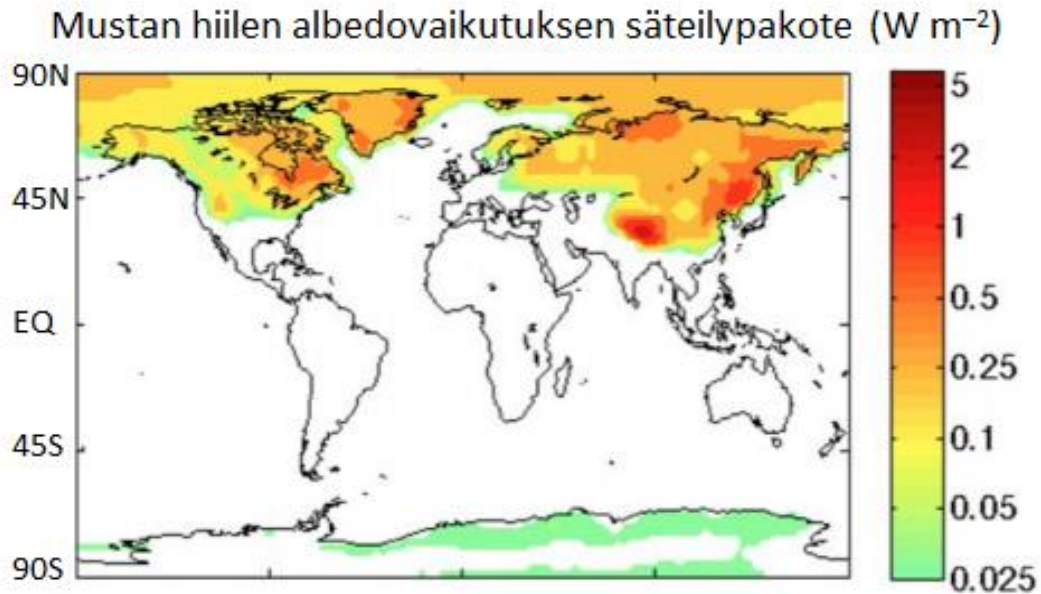 Mustan hiilen albedovaikutuksen säteilypakote (W m⁻²)
90N
45N
EQ
45S
90S
5
2
1
0.5
0.25
0.1
0.05
0.025